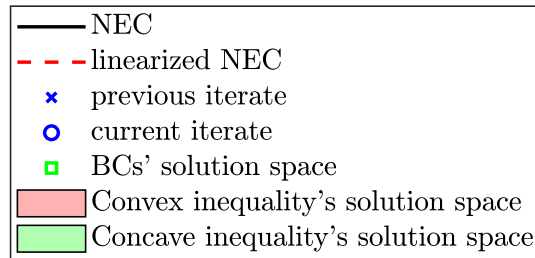 NEC
linearized NEC
previous iterate
current iterate
BCs' solution space
Convex inequality's solution space
Concave inequality's solution space